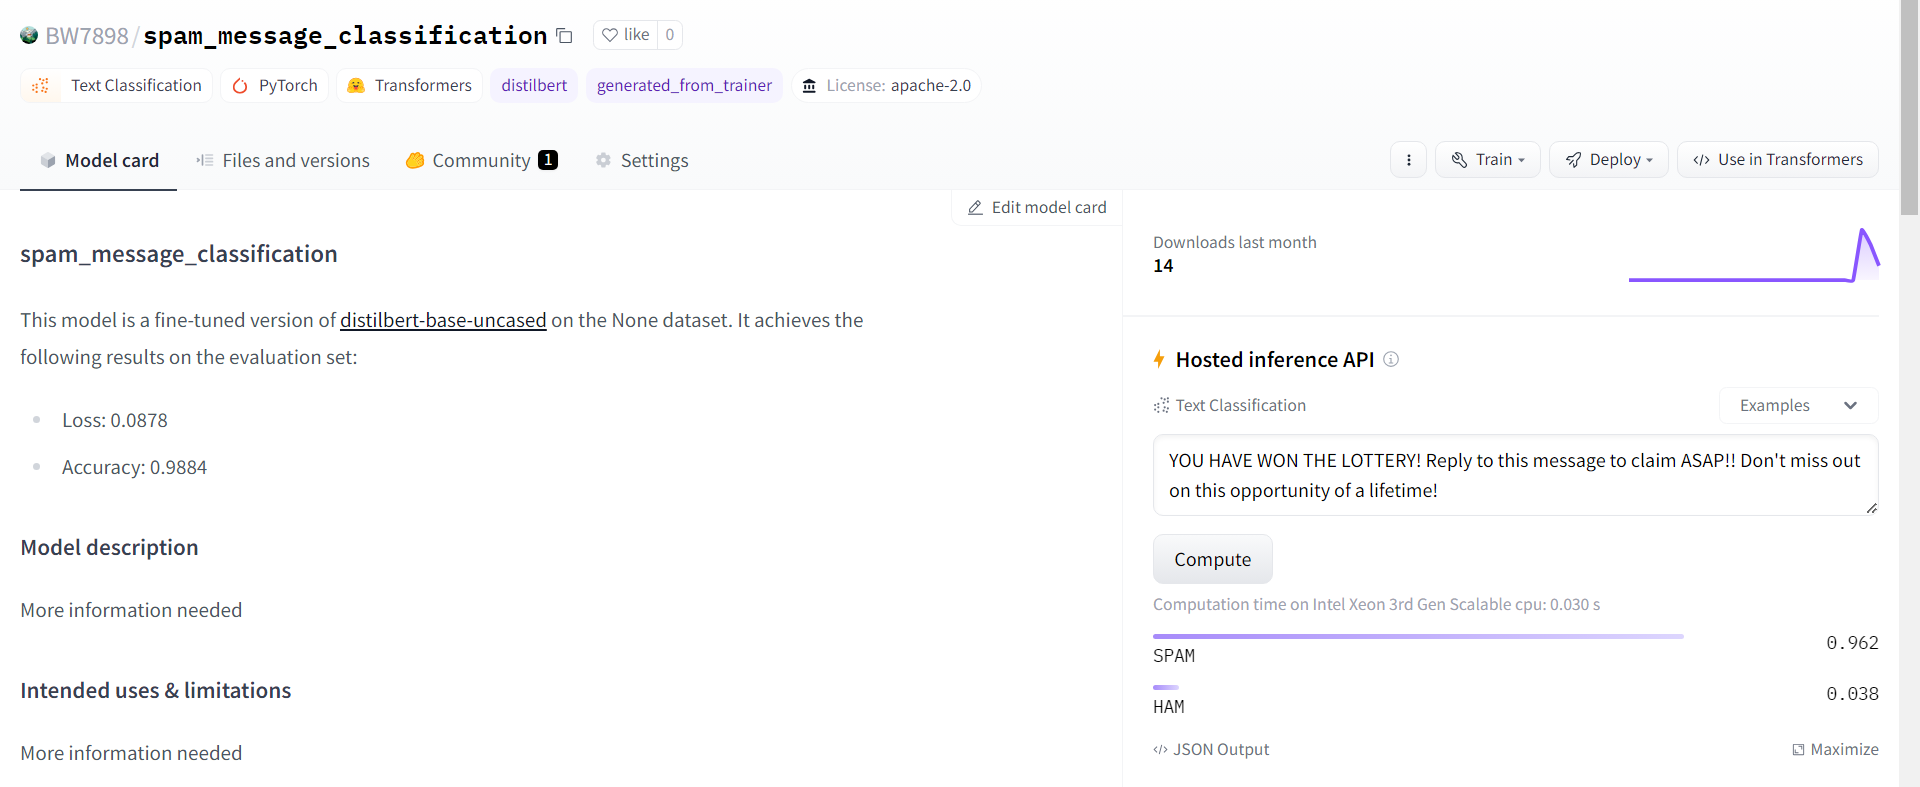 BW7898/spam_message_classification like 0
Text Classification PyTorch Transformers distilbert generated_from_trainer License: apache-2.0
Model card Files and versions Community 1 Settings Train Deploy </> Use in Transformers
Edit model card
spam_message_classification
This model is a fine-tuned version of distilbert-base-uncased on the None dataset. It achieves the
following results on the evaluation set:
Loss: 0.0878
Accuracy: 0.9884
Model description
More information needed
Intended uses & limitations
More information needed
Downloads last month
14
Hosted inference API
Text Classification Examples
YOU HAVE WON THE LOTTERY! Reply to this message to claim ASAP!! Don't miss out
on this opportunity of a lifetime!
Compute
Computation time on Intel Xeon 3rd Gen Scalable cpu: 0.030 s
SPAM 0.962
HAM 0.038
</> JSON Output Maximize